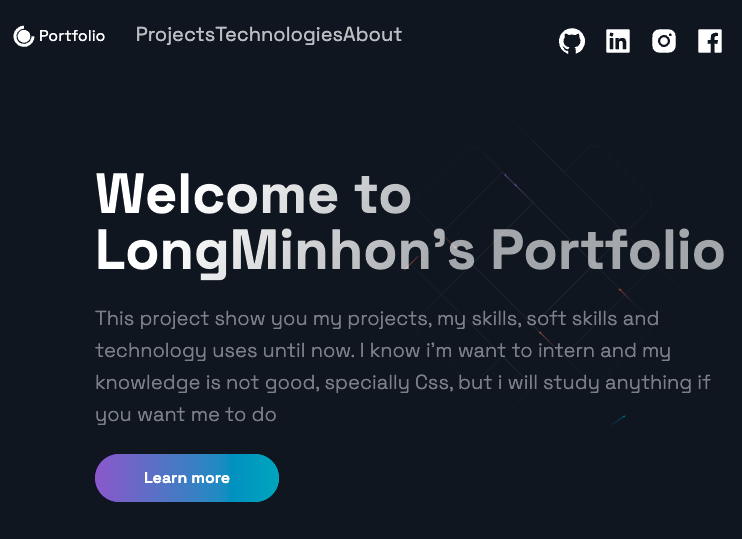 Portfolio
ProjectsTechnologiesAbout
Welcome to
LongMinhon's Portfolio
This project show you my projects, my skills, soft skills and
technology uses until now. I know i'm want to intern and my
knowledge is not good, specially Css, but i will study anything if
you want me to do
Learn more